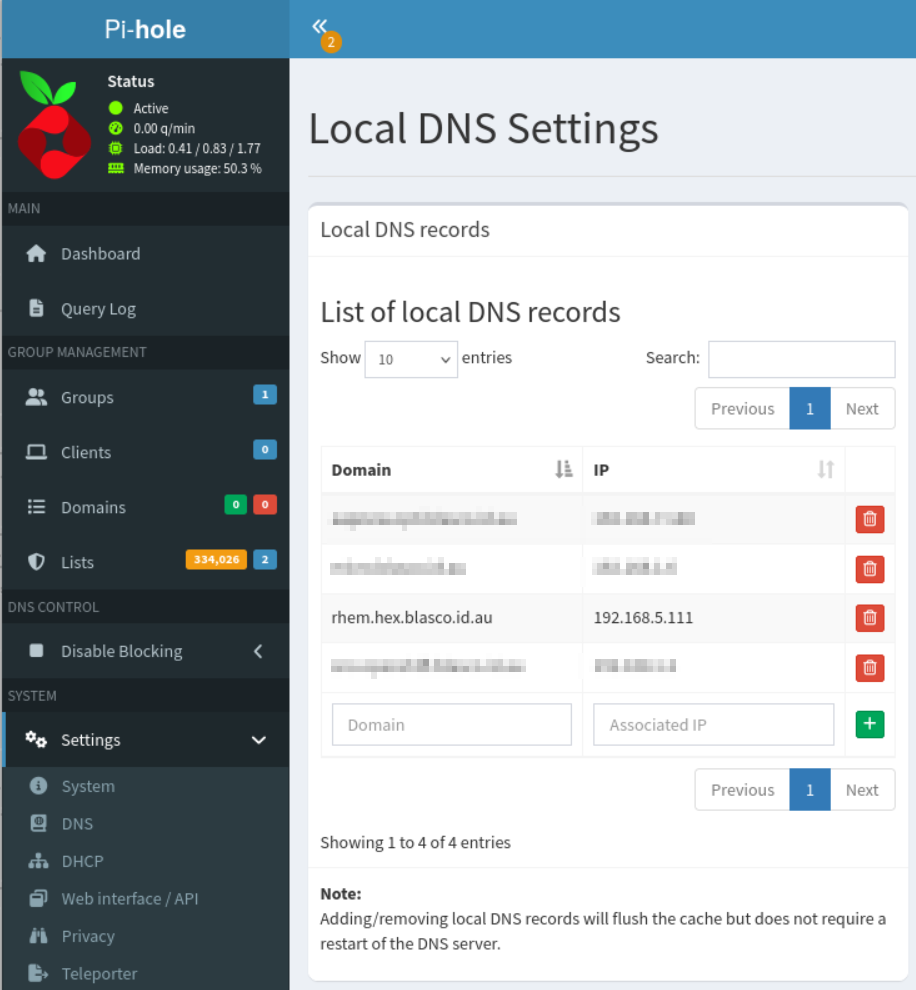 Pi-hole
2
Status
Active
0.00 q/min
Load: 0.41 / 0.83 / 1.77
Memory usage: 50.3 %
MAIN
Dashboard
Query Log
GROUP MANAGEMENT
Groups 1
Clients 0
Domains 0 0
Lists 334,026 2
DNS CONTROL
Disable Blocking
SYSTEM
Settings
System
DNS
DHCP
Web interface / API
Privacy
Teleporter
Local DNS Settings
Local DNS records
List of local DNS records
Show 10 entries Search:
Previous 1 Next
Domain IP
rhem.hex.blasco.id.au 192.168.5.111
Domain Associated IP
Previous 1 Next
Showing 1 to 4 of 4 entries
Note:
Adding/removing local DNS records will flush the cache but does not require a
restart of the DNS server.